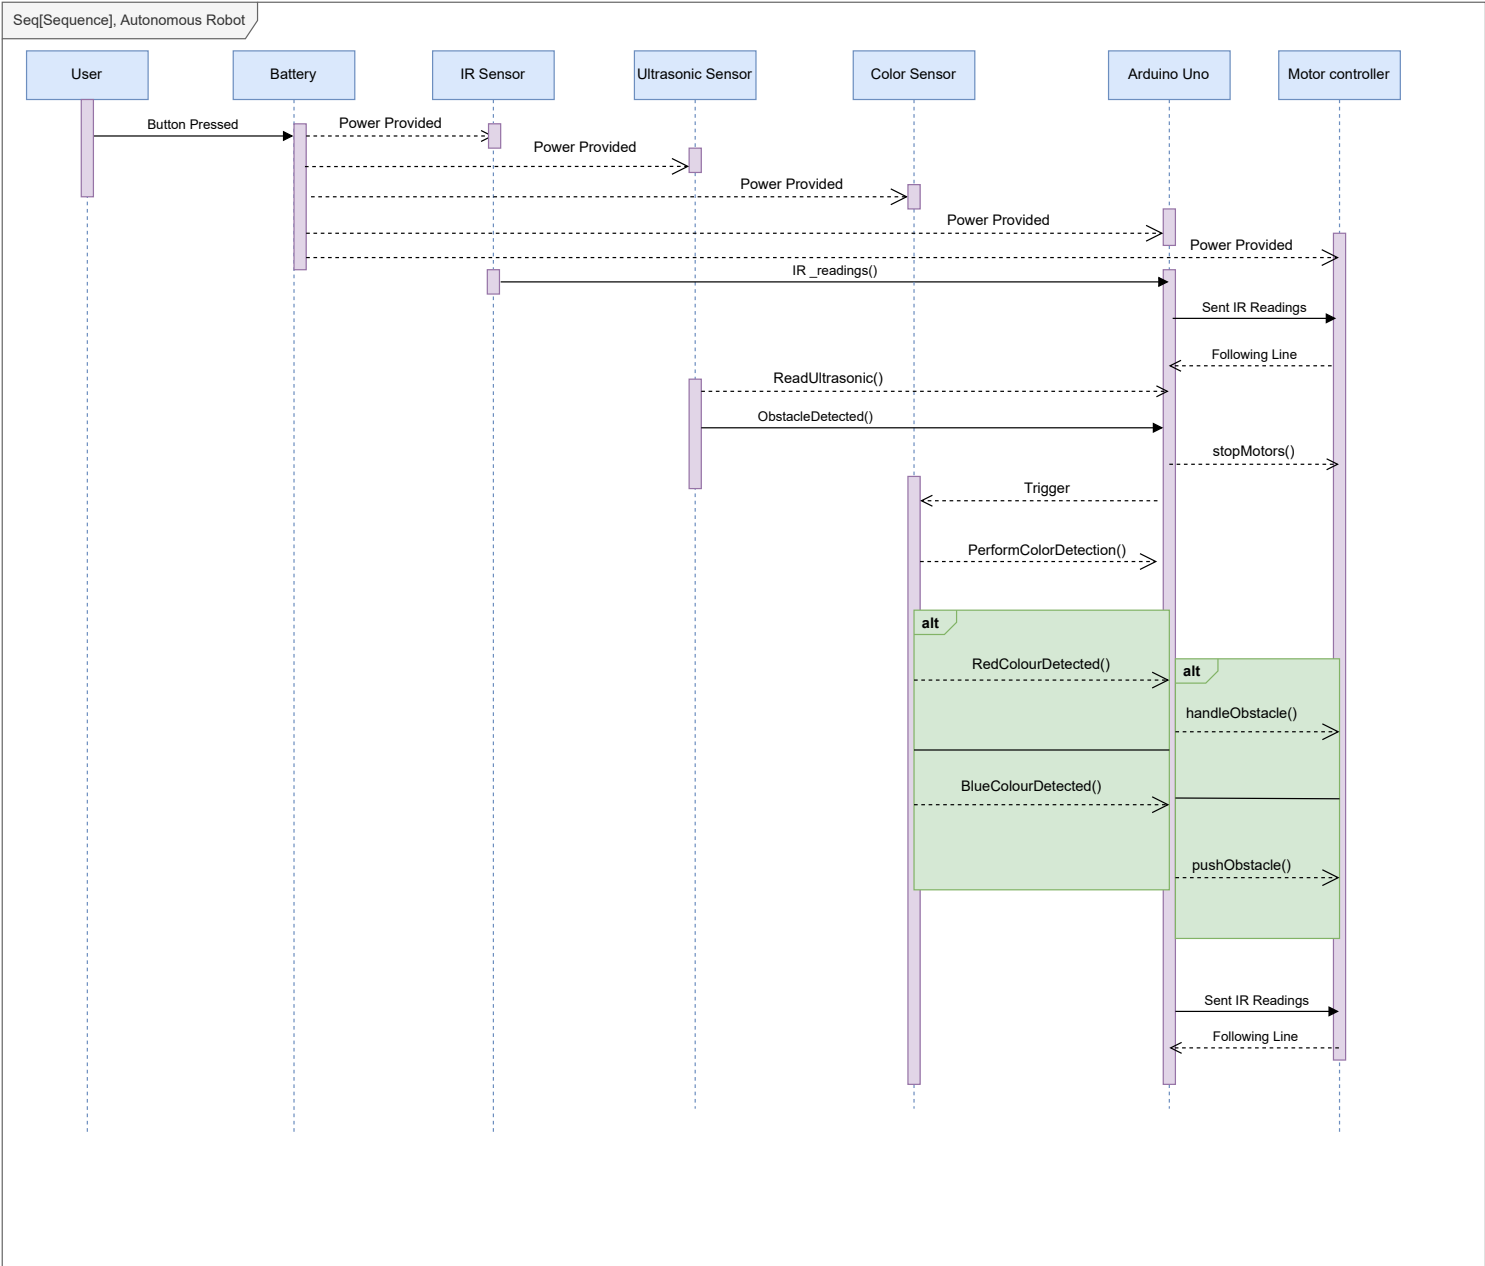 Seq[Sequence], Autonomous Robot
User
Battery
IR Sensor
Ultrasonic Sensor
Color Sensor
Arduino Uno
Motor controller
Button Pressed
Power Provided
Power Provided
Power Provided
Power Provided
Power Provided
IR _readings()
Sent IR Readings
Following Line
ReadUltrasonic()
ObstacleDetected()
stopMotors()
Trigger
PerformColorDetection()
alt
RedColourDetected()
alt
handleObstacle()
BlueColourDetected()
pushObstacle()
Sent IR Readings
Following Line